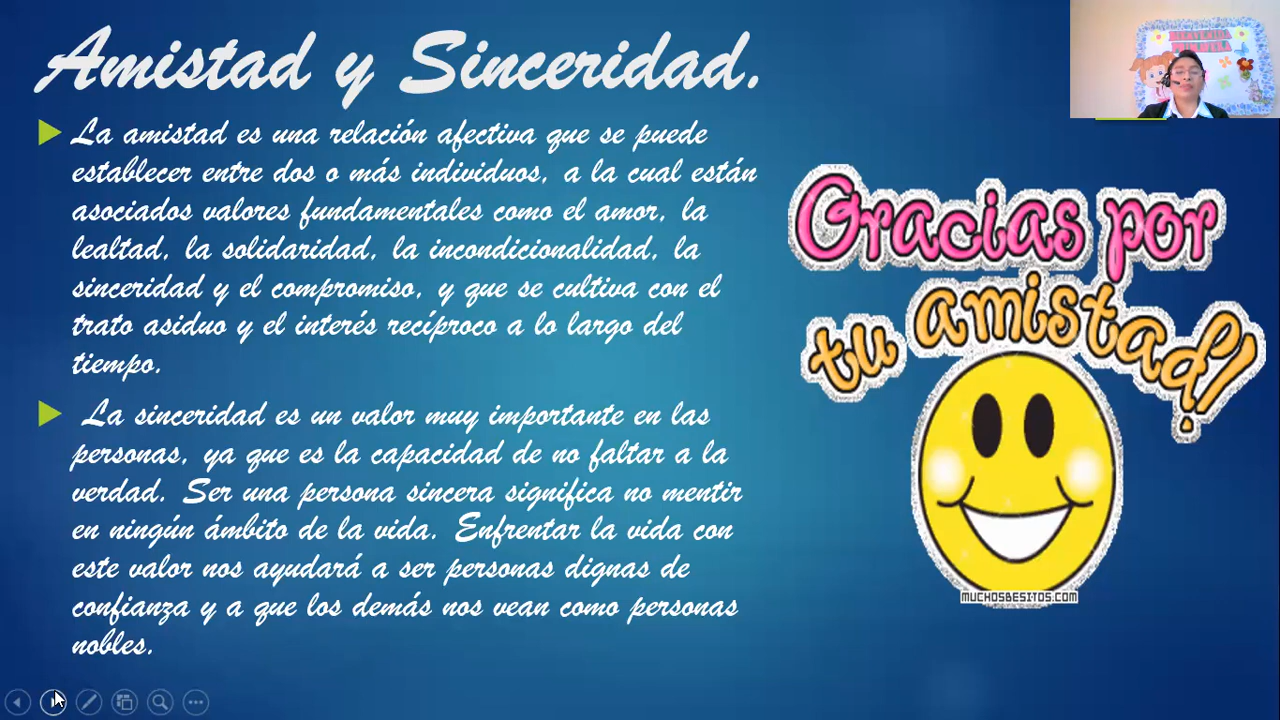 Amistad y Sinceridad.
La amistad es una relación afectiva que se puede
establecer entre dos o más individuos, a la cual están
asociados valores fundamentales como el amor, la
lealtad, la solidaridad, la incondicionalidad, la
sinceridad y el compromiso, y que se cultiva con el
trato asiduo y el interés recíproco a lo largo del
tiempo.
La sinceridad es un valor muy importante en las
personas, ya que es la capacidad de no faltar a la
verdad. Ser una persona sincera significa no mentir
en ningún ámbito de la vida. Enfrentar la vida con
este valor nos ayudará a ser personas dignas de
confianza y a que los demás nos vean como personas
nobles.
BIENVENIDA
PRIMAVERA
Gracias por
tu amistad!
MUCHOSBESITOS.COM